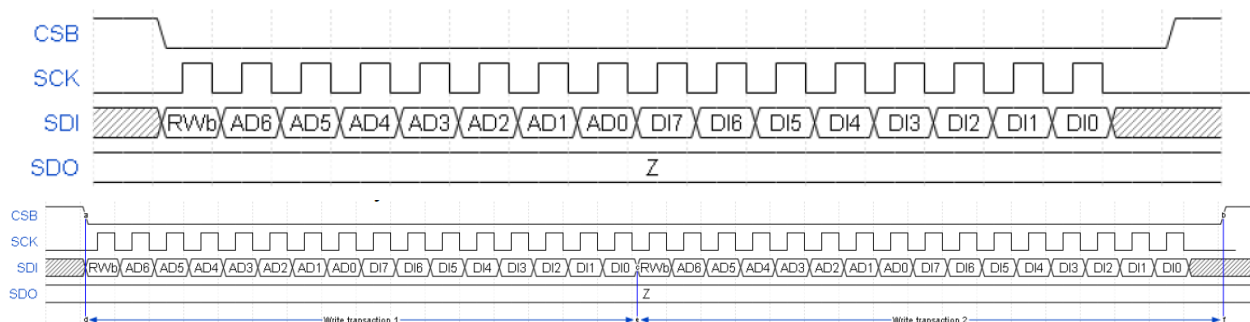 CSB
SCK
SDI RWb AD6 AD5 AD4 AD3 AD2 AD1 AD0 DI7 DI6 DI5 DI4 DI3 DI2 DI1 DI0
SDO Z
CSB a b
SCK
SDI RWb AD6 AD5 AD4 AD3 AD2 AD1 AD0 DI7 DI6 DI5 DI4 DI3 DI2 DI1 DI0 RWb AD6 AD5 AD4 AD3 AD2 AD1 AD0 DI7 DI6 DI5 DI4 DI3 DI2 DI1 DI0
SDO Z
Write transaction 1 Write transaction 2